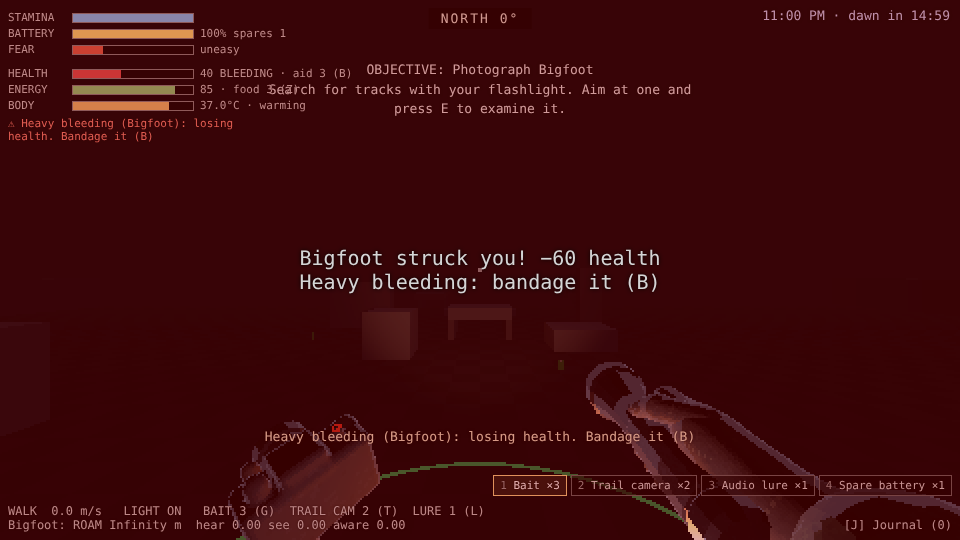 STAMINA
BATTERY 100% spares 1
FEAR uneasy
HEALTH 40 BLEEDING · aid 3 (B)
ENERGY 85 · food 3
BODY 37.0°C · warming
⚠ Heavy bleeding (Bigfoot): losing
health. Bandage it (B)
NORTH 0°
11:00 PM · dawn in 14:59
OBJECTIVE: Photograph Bigfoot
Search for tracks with your flashlight. Aim at one and
press E to examine it.
Bigfoot struck you! −60 health
Heavy bleeding: bandage it (B)
Heavy bleeding (Bigfoot): losing health. Bandage it (B)
1 Bait ×3 2 Trail camera ×2 3 Audio lure ×1 4 Spare battery ×1
WALK 0.0 m/s LIGHT ON BAIT 3 (G) TRAIL CAM 2 (T) LURE 1 (L)
Bigfoot: ROAM Infinity m hear 0.00 see 0.00 aware 0.00
[J] Journal (0)